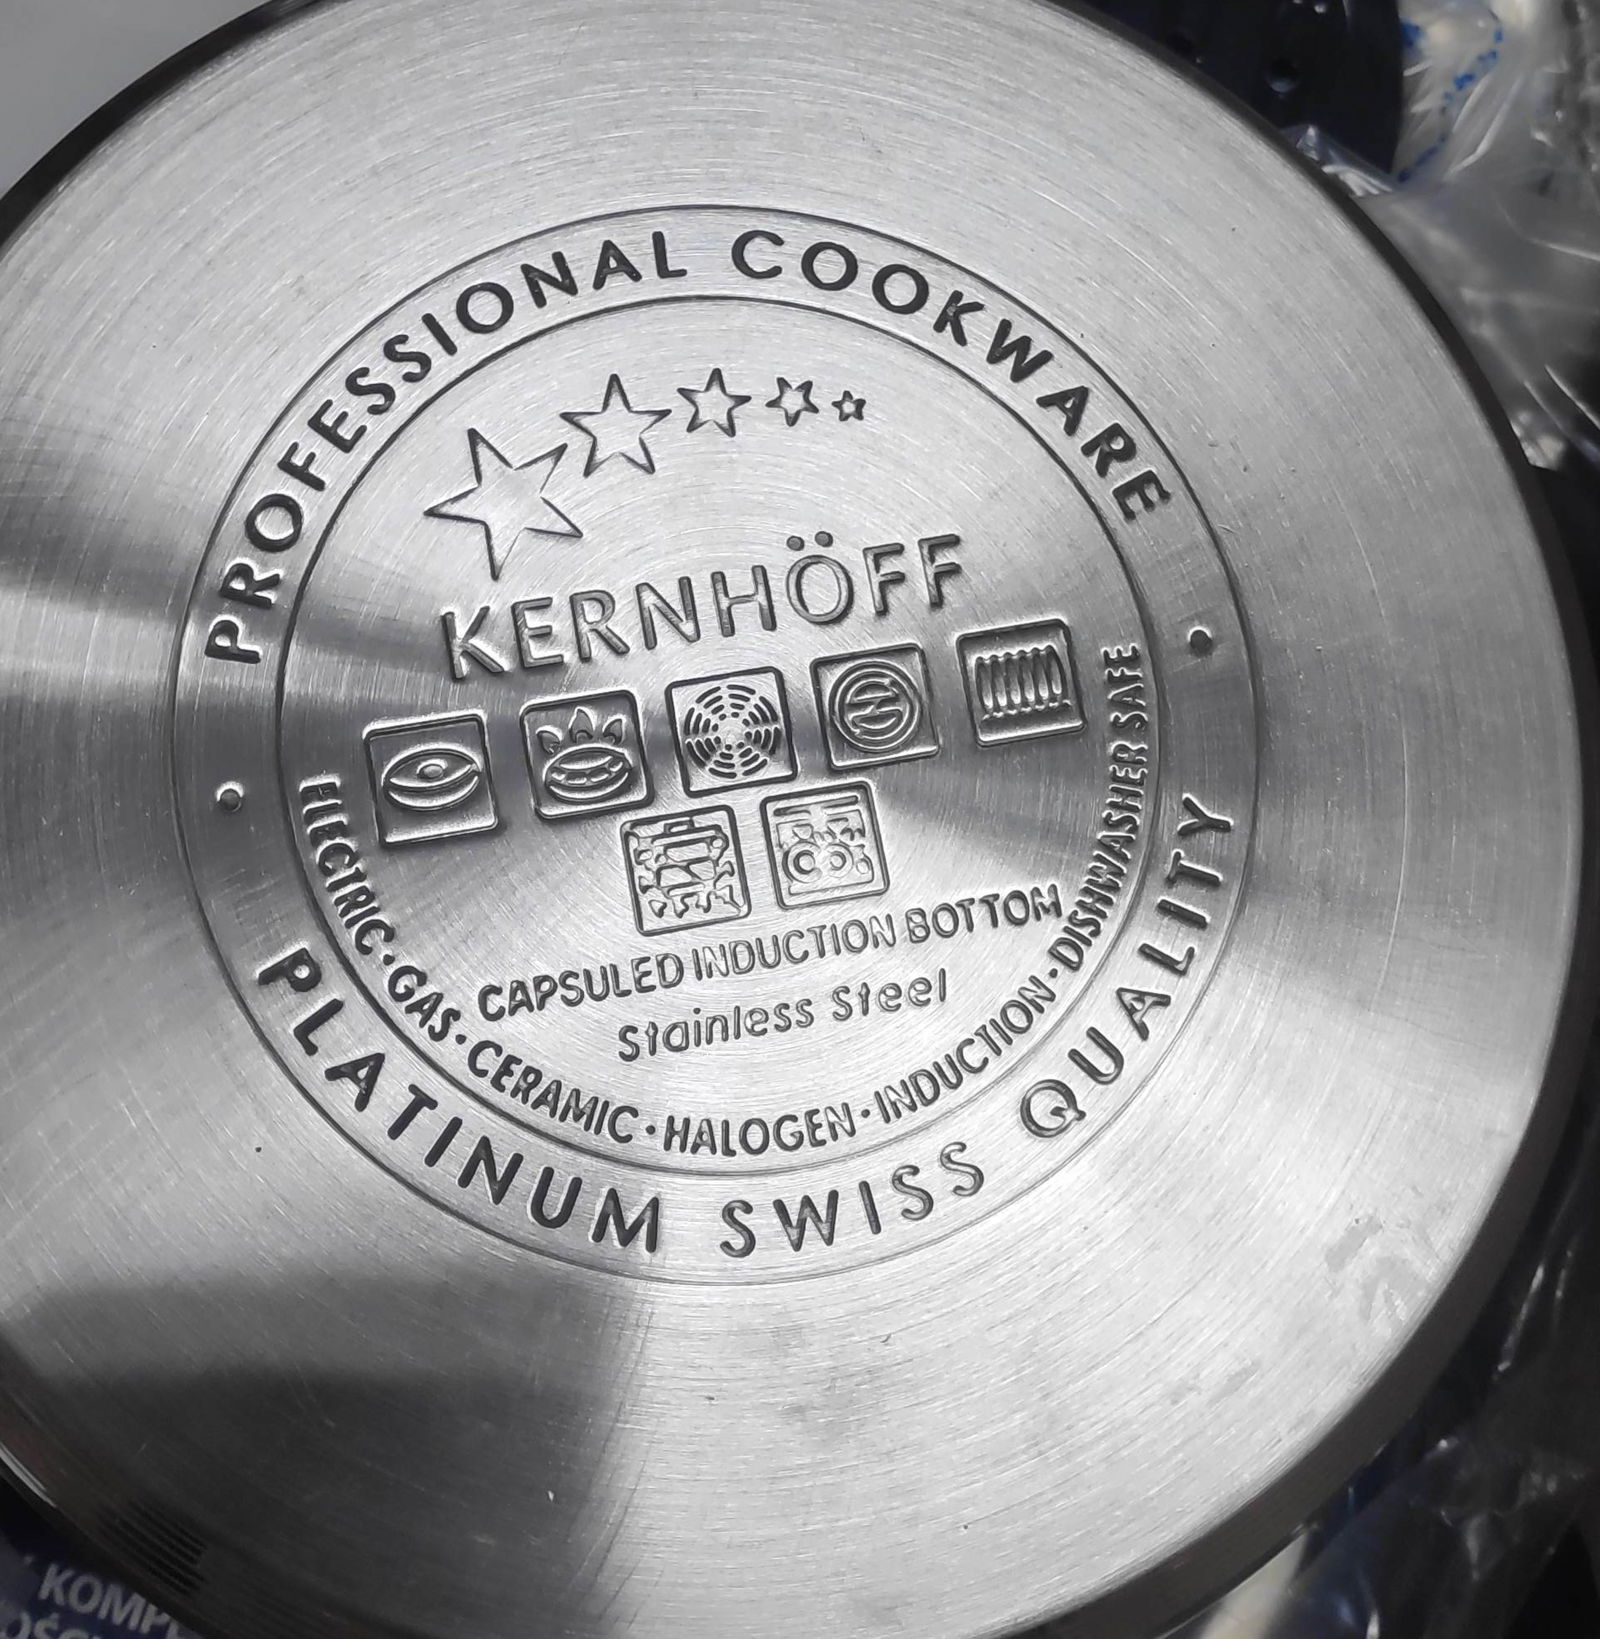 PROFESSIONAL COOKWARE
KERNHÖFF
CAPSULED INDUCTION BOTTOM
Stainless Steel
ELECTRIC·GAS·CERAMIC·HALOGEN·INDUCTION·DISHWASHER SAFE
PLATINUM SWISS QUALITY